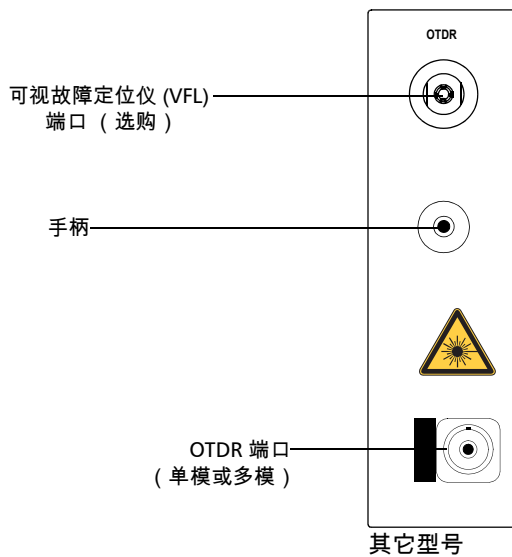 OTDR
可视故障定位仪 (VFL)
端口 （ 选购 ）
手柄
OTDR 端口
（ 单模或多模 ）
其它型号